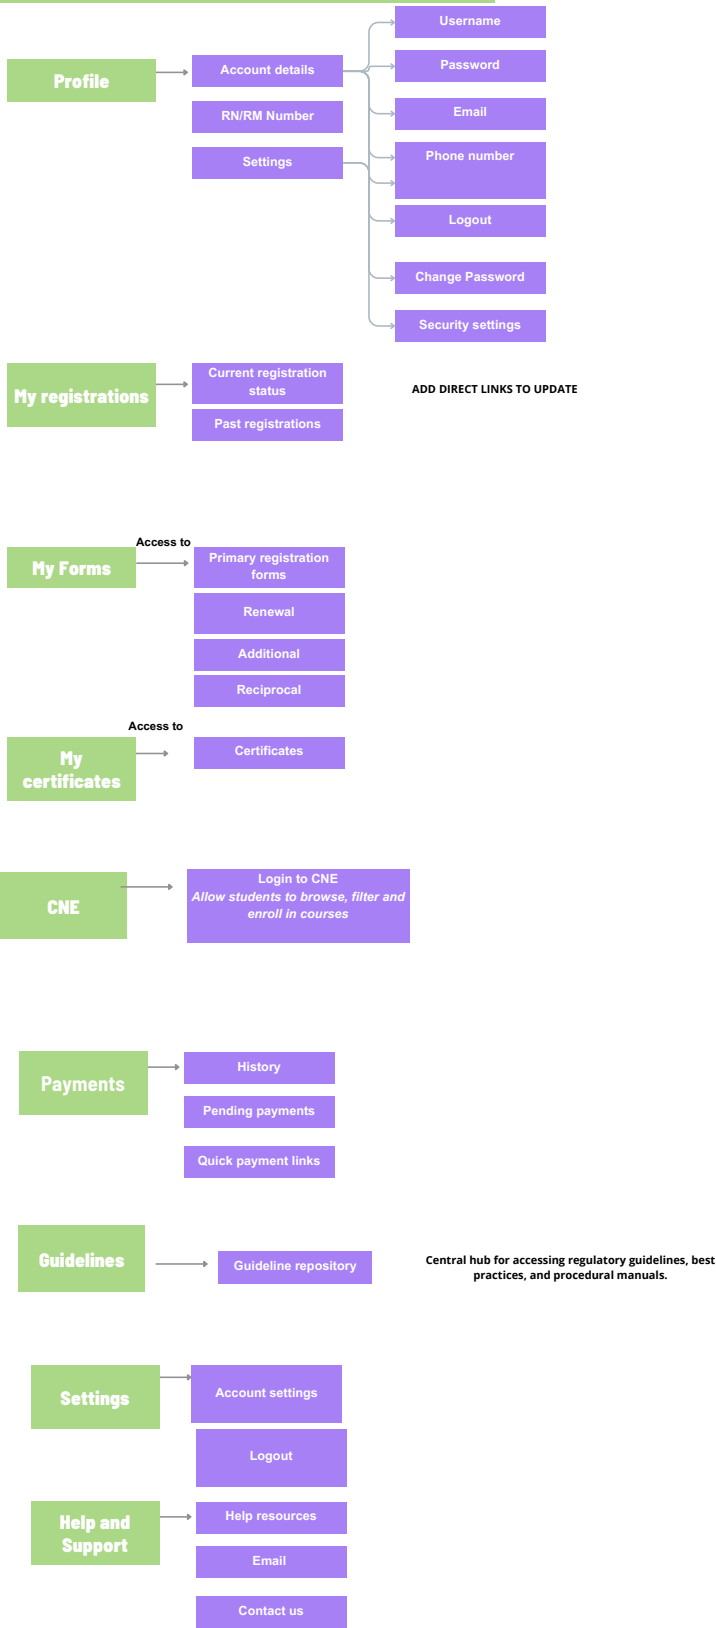 Profile
Account details
RN/RM Number
Settings
Username
Password
Email
Phone number
Logout
Change Password
Security settings
My registrations
Current registration
status
Past registrations
ADD DIRECT LINKS TO UPDATE
My Forms
Access to
Primary registration
forms
Renewal
Additional
Reciprocal
My
certificates
Access to
Certificates
CNE
Login to CNE
Allow students to browse, filter and
enroll in courses
Payments
History
Pending payments
Quick payment links
Guidelines
Guideline repository
Central hub for accessing regulatory guidelines, best
practices, and procedural manuals.
Settings
Account settings
Logout
Help and
Support
Help resources
Email
Contact us